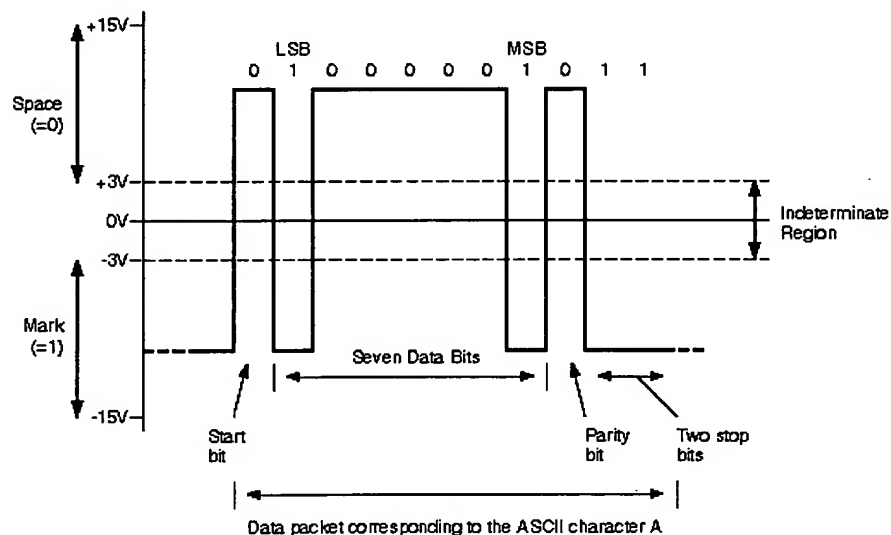 +15V
LSB MSB
0 1 0 0 0 0 0 1 0 1 1
Space
(=0)
+3V
0V
-3V
Indeterminate
Region
Mark
(=1)
Seven Data Bits
-15V
Start
bit
Parity
bit
Two stop
bits
Data packet corresponding to the ASCII character A